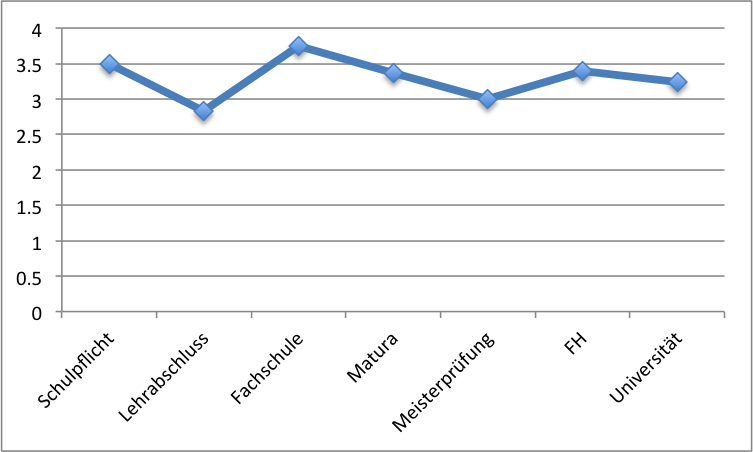 4
3.5
3
2.5
2
1.5
1
0.5
0
Schulpflicht
Lehrabschluss
Fachschule
Matura
Meisterprüfung
FH
Universität